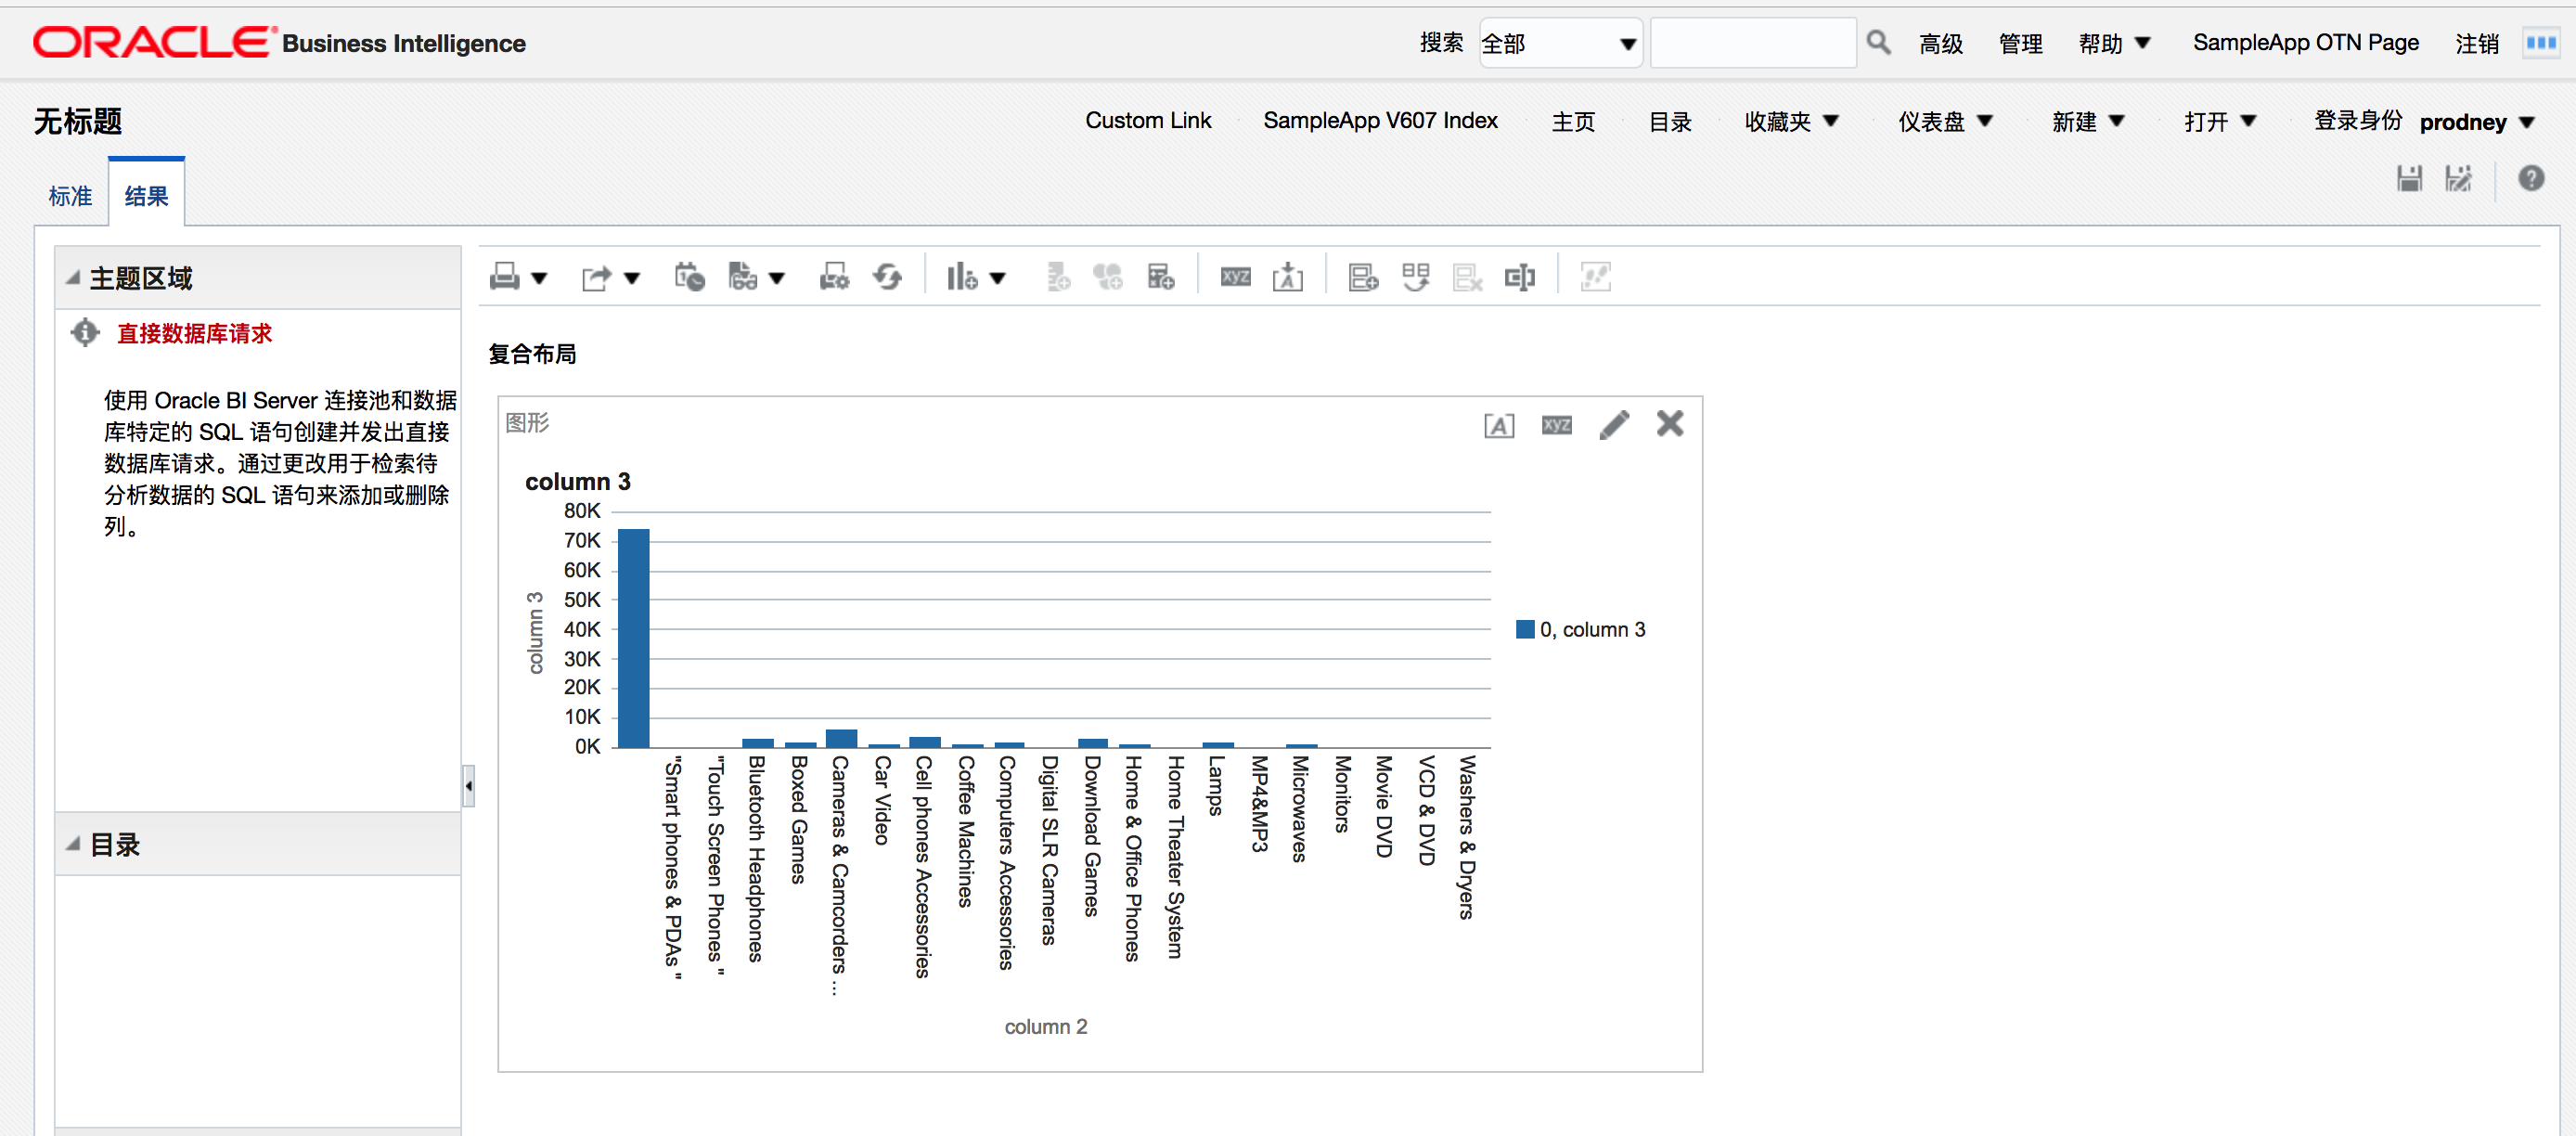 ORACLE Business Intelligence
搜索 全部 高级 管理 帮助 SampleApp OTN Page 注销
无标题
Custom Link SampleApp V607 Index 主页 目录 收藏夹 仪表盘 新建 打开 登录身份 prodney
标准 结果
主题区域
直接数据库请求
使用 Oracle BI Server 连接池和数据
库特定的 SQL 语句创建并发出直接
数据库请求。通过更改用于检索待
分析数据的 SQL 语句来添加或删除
列。
目录
xyz A
复合布局
图形 A xyz
column 3
80K
70K
60K
50K
40K
30K
20K
10K
0K
column 3
0, column 3
"Smart phones & PDAs "
"Touch Screen Phones "
Bluetooth Headphones
Boxed Games
Cameras & Camcorders ...
Car Video
Cell phones Accessories
Coffee Machines
Computers Accessories
Digital SLR Cameras
Download Games
Home & Office Phones
Home Theater System
Lamps
MP4&MP3
Microwaves
Monitors
Movie DVD
VCD & DVD
Washers & Dryers
column 2